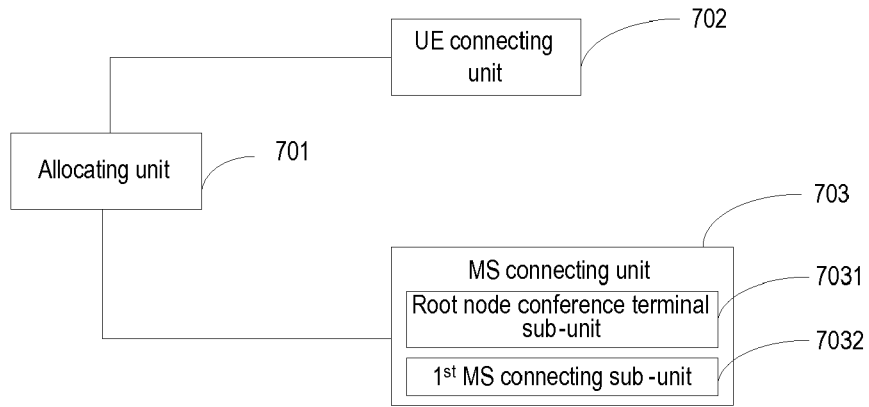 702
UE connecting
unit
701
Allocating unit
703
MS connecting unit
7031
Root node conference terminal
sub-unit
7032
1st MS connecting sub-unit